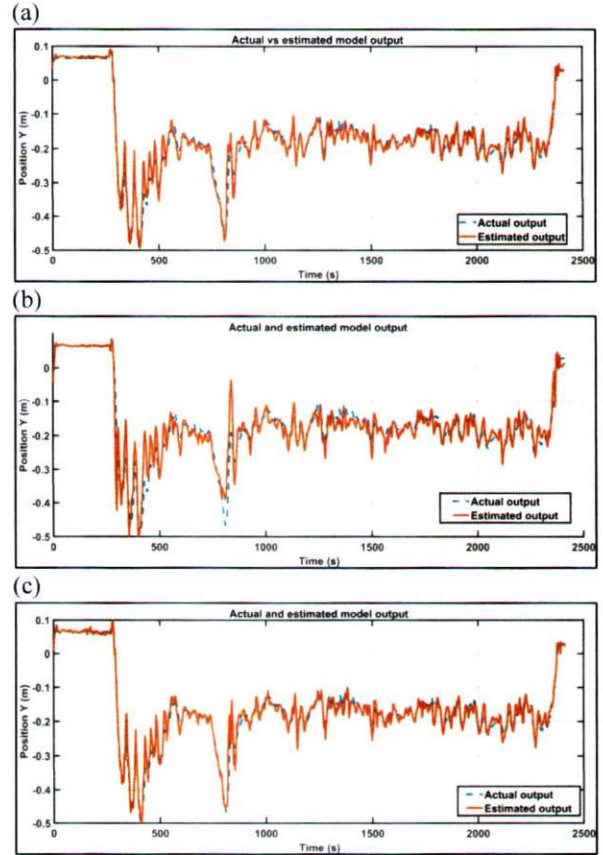 (a)
Actual vs estimated model output
0.1
0
-0.1
-0.2
-0.3
-0.4
-0.5
Position Y (m)
Actual output
Estimated output
0 500 1000 1500 2000 2500
Time (s)
(b)
Actual and estimated model output
0
-0.1
-0.2
-0.3
-0.4
-0.5
Position Y (m)
Actual output
Estimated output
0 500 1000 1500 2000 2500
Time (s)
(c)
Actual and estimated model output
0.1
0
-0.1
-0.2
-0.3
-0.4
-0.5
Position Y (m)
Actual output
Estimated output
0 500 1000 1500 2000 2500
Time (s)